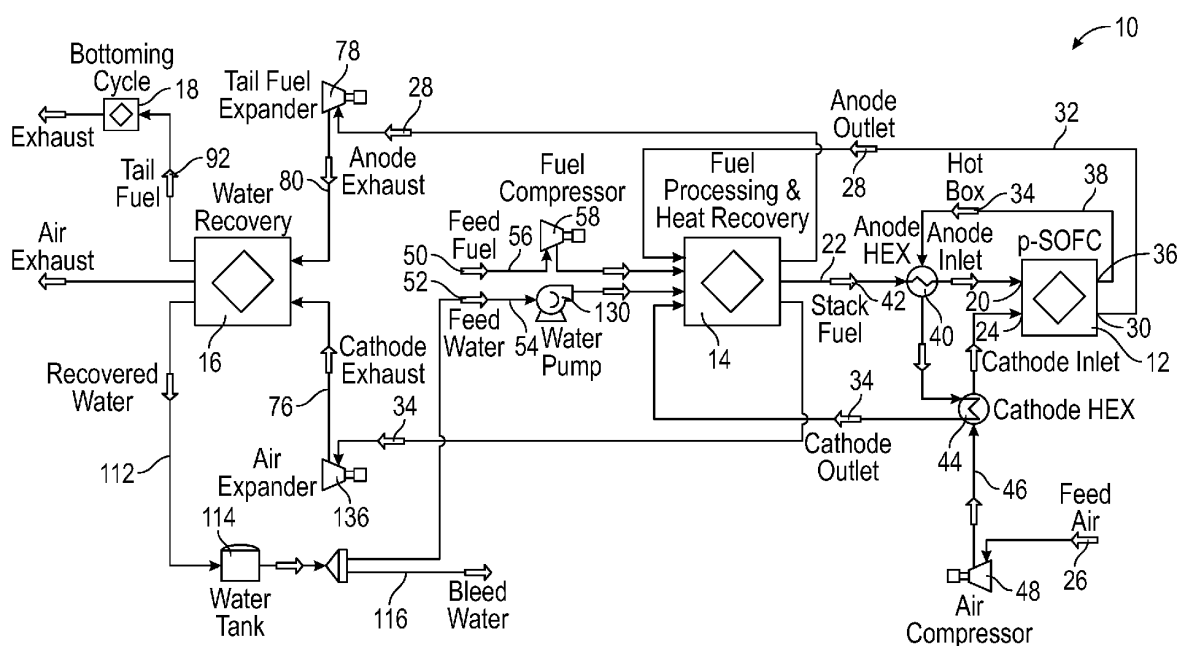 10
Bottoming
Cycle
18
Exhaust
Tail Fuel
Expander
78
28
Anode
Exhaust
80
Tail
Fuel
92
Water
Recovery
16
Air
Exhaust
Recovered
Water
112
Cathode
Exhaust
76
Air
Expander
136
34
114
Water
Tank
116
Bleed
Water
Fuel
Compressor
58
Feed
Fuel
50
56
52
Feed
Water
54
130
Water
Pump
Fuel
Processing &
Heat Recovery
14
Anode
Outlet
28
32
Hot
Box
34
38
Anode
HEX
Anode
Inlet
p-SOFC
36
22
42
Stack
Fuel
40
20
24
30
12
Cathode Inlet
Cathode HEX
44
34
Cathode
Outlet
46
Feed
Air
26
48
Air
Compressor